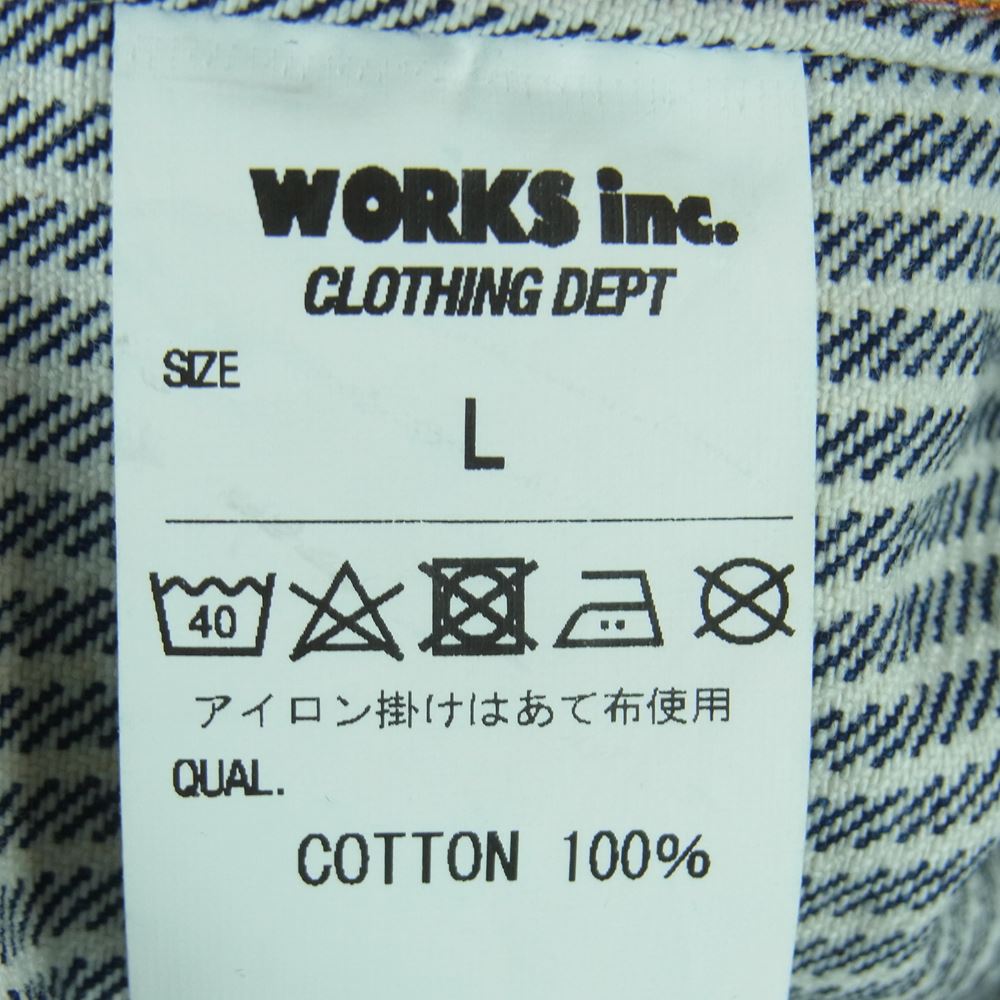 WORKS inc.
CLOTHING DEPT
SIZE
L
40
アイロン掛けはあて布使用
QUAL.
COTTON 100%